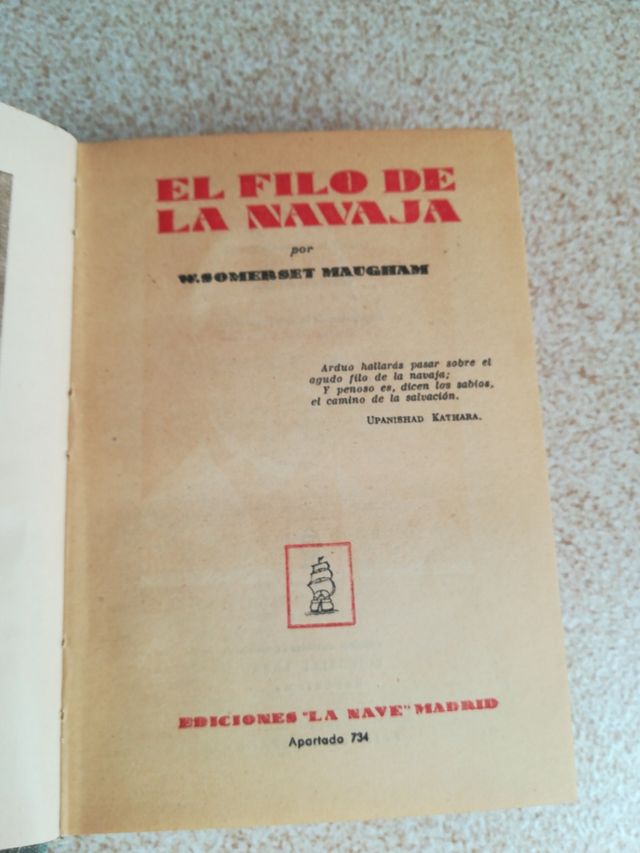 EL FILO DE
LA NAVAJA
por
W. SOMERSET MAUGHAM
Arduo hallarás pasar sobre el
agudo filo de la navaja;
Y penoso es, dicen los sabios,
el camino de la salvación.
UPANISHAD KATHARA.
EDICIONES "LA NAVE" MADRID
Apartado 734